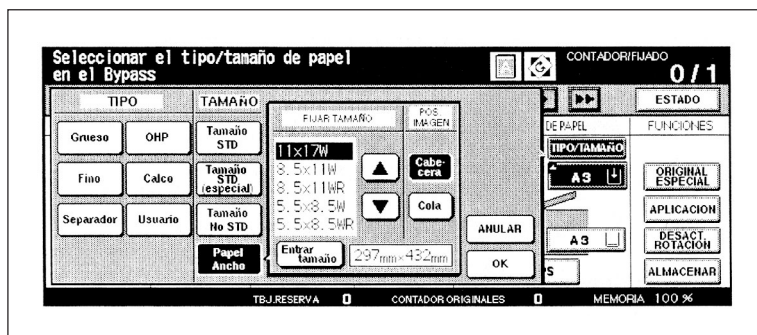 Seleccionar el tipo/tamaño de papel
en el Bypass
CONTADOR/FIJADO
0/1
TIPO
TAMAÑO
FIJAR TAMAÑO
POS.
IMAGEN
ESTADO
Grueso
OHP
Tamaño
STD
DE PAPEL
FUNCIONES
Fino
Calco
Tamaño
STD
(especial)
11x17W
8.5x11W
8.5x11WR
5.5x8.5W
5.5x8.5WR
Cabe-
cera
Cola
TIPO/TAMAÑO
A3
ORIGINAL
ESPECIAL
APLICACION
Separador
Usuario
Tamaño
No STD
ANULAR
A3
DESACT.
ROTACION
Papel
Ancho
Entrar
tamaño
297mm×432mm
OK
S
ALMACENAR
TBJ.RESERVA 0
CONTADOR ORIGINALES 0
MEMORIA 100 %